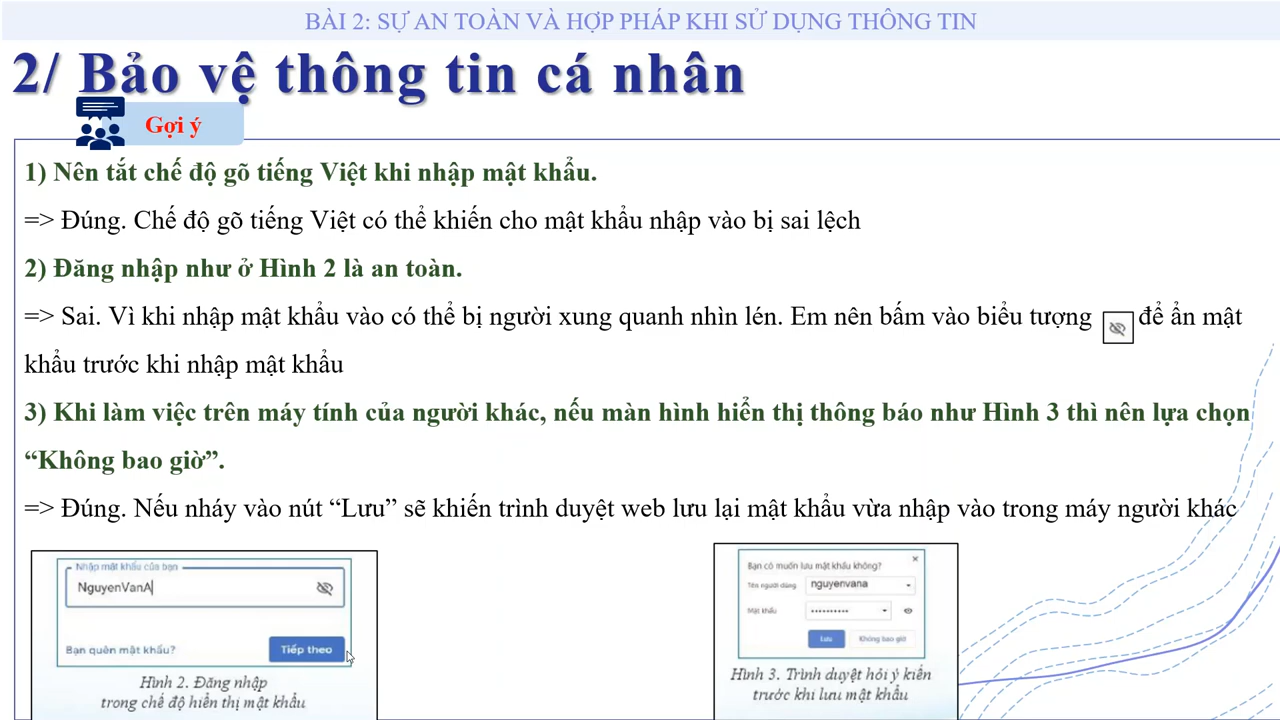 BÀI 2: SỰ AN TOÀN VÀ HỢP PHÁP KHI SỬ DỤNG THÔNG TIN
2/ Bảo vệ thông tin cá nhân
Gợi ý
1) Nên tắt chế độ gõ tiếng Việt khi nhập mật khẩu.
=> Đúng. Chế độ gõ tiếng Việt có thể khiến cho mật khẩu nhập vào bị sai lệch
2) Đăng nhập như ở Hình 2 là an toàn.
=> Sai. Vì khi nhập mật khẩu vào có thể bị người xung quanh nhìn lén. Em nên bấm vào biểu tượng để ẩn mật
khẩu trước khi nhập mật khẩu
3) Khi làm việc trên máy tính của người khác, nếu màn hình hiển thị thông báo như Hình 3 thì nên lựa chọn
“Không bao giờ”.
=> Đúng. Nếu nháy vào nút “Lưu” sẽ khiến trình duyệt web lưu lại mật khẩu vừa nhập vào trong máy người khác
Nhập mật khẩu của bạn
NguyenVanA
Bạn quên mật khẩu? Tiếp theo
Hình 2. Đăng nhập
trong chế độ hiển thị mật khẩu
Bạn có muốn lưu mật khẩu không?
Tên người dùng nguyenvana
Mật khẩu ••••••••••
Lưu Không bao giờ
Hình 3. Trình duyệt hỏi ý kiến
trước khi lưu mật khẩu